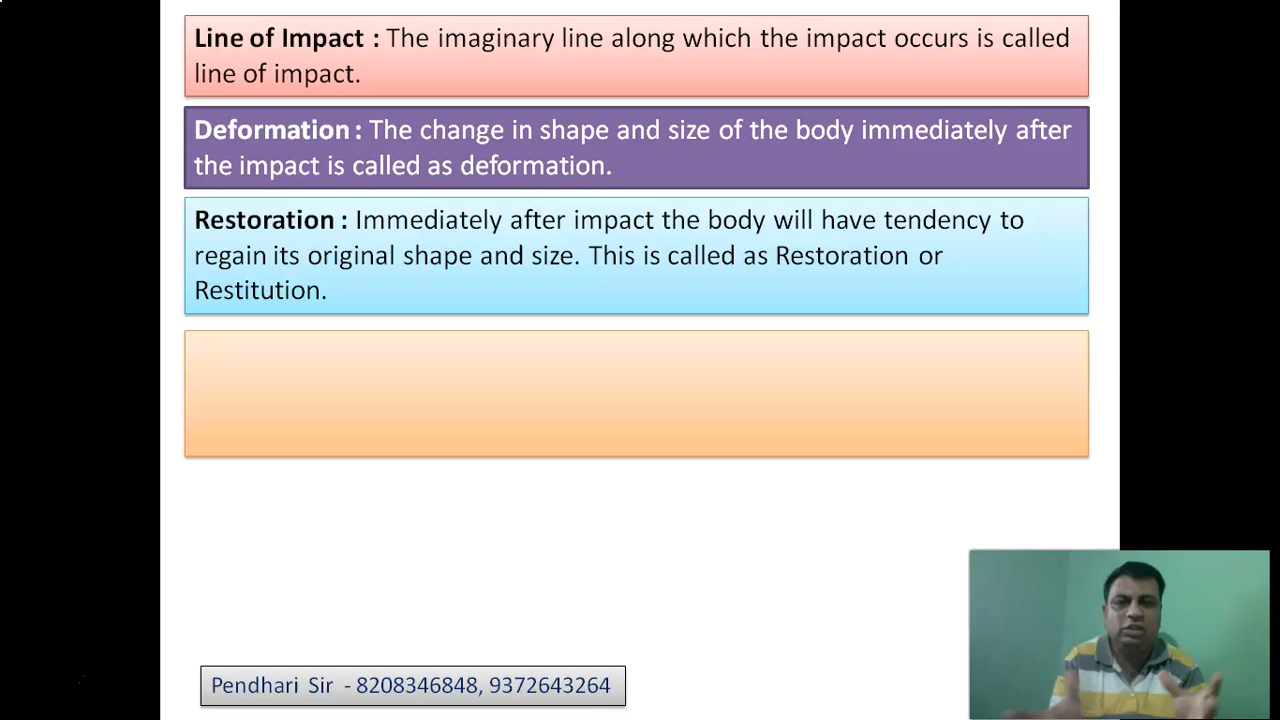 Line of Impact : The imaginary line along which the impact occurs is called
line of impact.
Deformation : The change in shape and size of the body immediately after
the impact is called as deformation.
Restoration : Immediately after impact the body will have tendency to
regain its original shape and size. This is called as Restoration or
Restitution.
Pendhari Sir - 8208346848, 9372643264